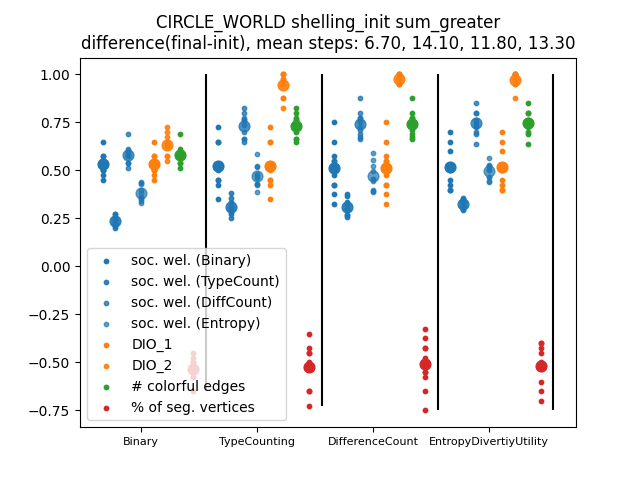 CIRCLE_WORLD shelling_init sum_greater
difference(final-init), mean steps: 6.70, 14.10, 11.80, 13.30
1.00
0.75
0.50
0.25
0.00
−0.25
−0.50
−0.75
soc. wel. (Binary)
soc. wel. (TypeCount)
soc. wel. (DiffCount)
soc. wel. (Entropy)
DIO_1
DIO_2
# colorful edges
% of seg. vertices
Binary
TypeCounting
DifferenceCount
EntropyDivertiyUtility